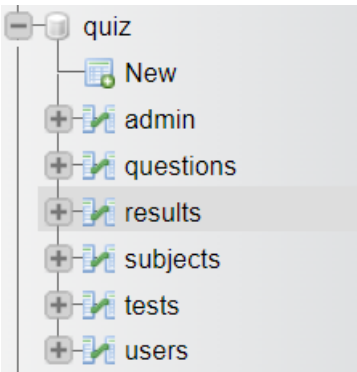 quiz
New
admin
questions
results
subjects
tests
users